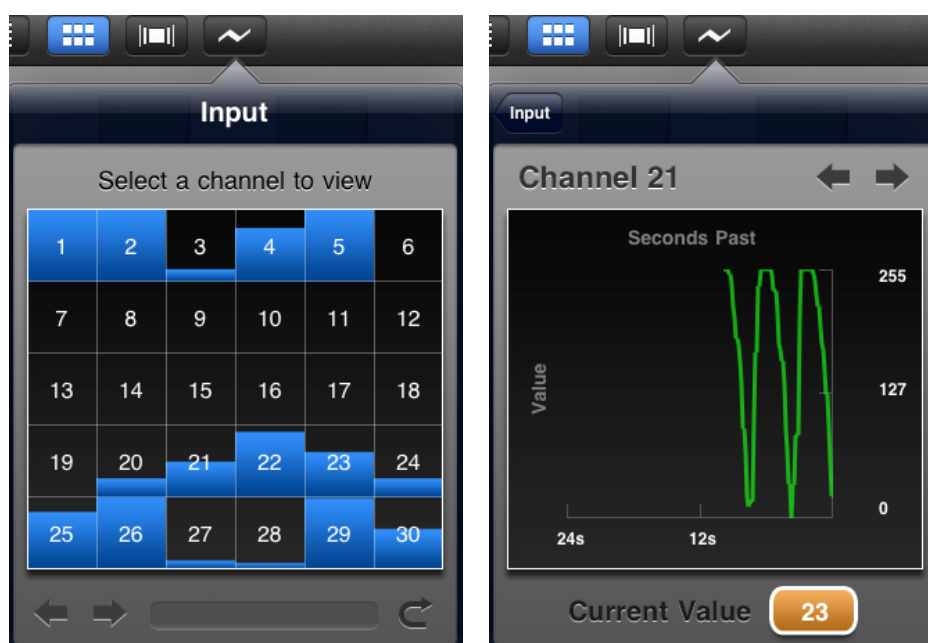 Input
Select a channel to view
1 2 3 4 5 6
7 8 9 10 11 12
13 14 15 16 17 18
19 20 21 22 23 24
25 26 27 28 29 30
Input
Channel 21
Seconds Past
255
Value
127
0
24s 12s
Current Value 23